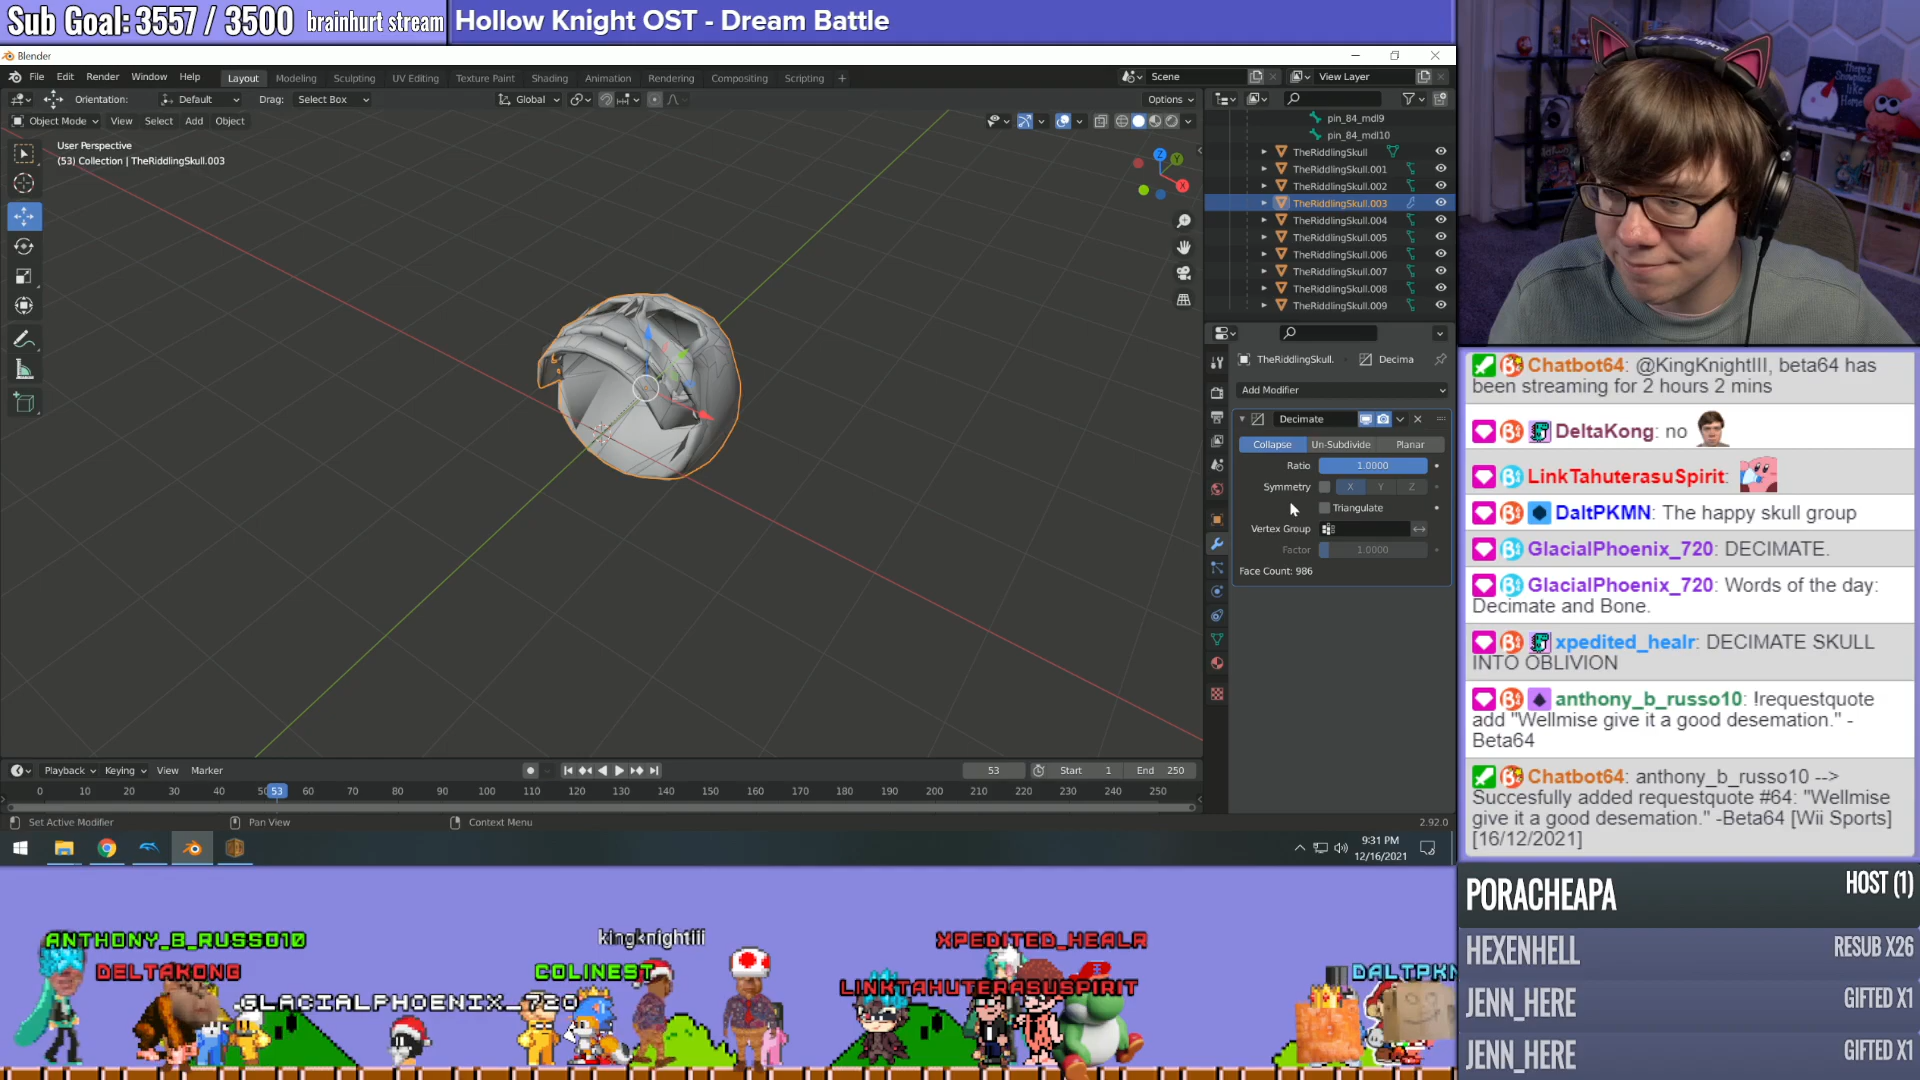 Sub Goal: 3557 / 3500 brainhurt stream
Hollow Knight OST - Dream Battle
Blender
File Edit Render Window Help
Layout Modeling Sculpting UV Editing Texture Paint Shading Animation Rendering Compositing Scripting +
Scene
View Layer
Orientation: Default Drag: Select Box
Global
Options
Object Mode View Select Add Object
User Perspective
(53) Collection | TheRiddlingSkull.003
Z
Y
X
pin_84_mdl9
pin_84_mdl10
TheRiddlingSkull
TheRiddlingSkull.001
TheRiddlingSkull.002
TheRiddlingSkull.003
TheRiddlingSkull.004
TheRiddlingSkull.005
TheRiddlingSkull.006
TheRiddlingSkull.007
TheRiddlingSkull.008
TheRiddlingSkull.009
TheRiddlingSkull. Decima
Add Modifier
Decimate
Collapse Un-Subdivide Planar
Ratio 1.0000
Symmetry X Y Z
Triangulate
Vertex Group
Factor 1.0000
Face Count: 986
Playback Keying View Marker
53 Start 1 End 250
0 10 20 30 40 50 53 60 70 80 90 100 110 120 130 140 150 160 170 180 190 200 210 220 230 240 250
Set Active Modifier Pan View Context Menu
2.92.0
9:31 PM
12/16/2021
There's
Snowplace
like
Home
Chatbot64: @KingKnightIII, beta64 has
been streaming for 2 hours 2 mins
DeltaKong: no
LinkTahuterasuSpirit:
DaltPKMN: The happy skull group
GlacialPhoenix_720: DECIMATE.
GlacialPhoenix_720: Words of the day:
Decimate and Bone.
xpedited_healr: DECIMATE SKULL
INTO OBLIVION
anthony_b_russo10: !requestquote
add "Wellmise give it a good desemation." -
Beta64
Chatbot64: anthony_b_russo10 -->
Succesfully added requestquote #64: "Wellmise
give it a good desemation." -Beta64 [Wii Sports]
[16/12/2021]
PORACHEAPA HOST (1)
HEXENHELL RESUB X26
JENN_HERE GIFTED X1
JENN_HERE GIFTED X1
ANTHONY_B_RUSSO10
DELTAKONG
GLACIALPHOENIX_720
kingknightiii
COLINEST
XPEDITED_HEALR
LINKTAHUTERASUSPIRIT
DALTPKM